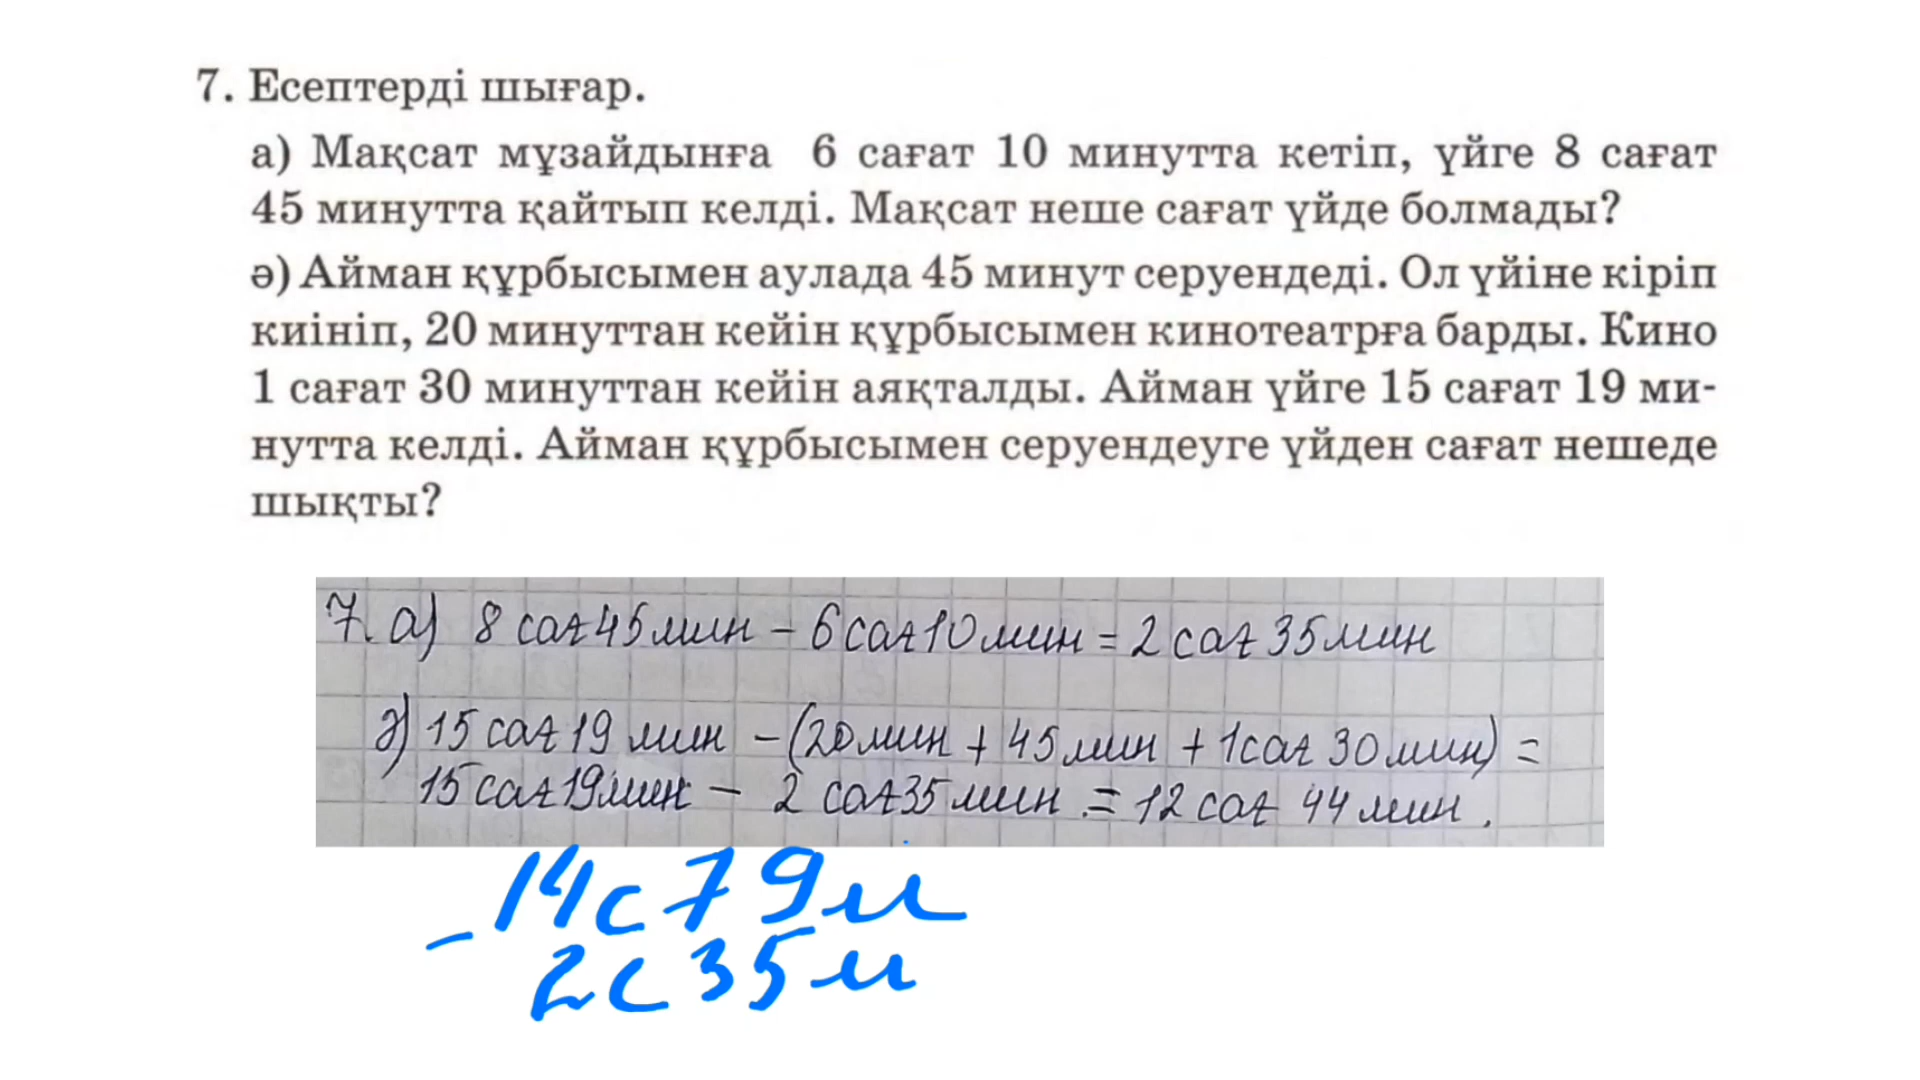 7. Есептерді шығар.
а) Мақсат мұзайдынға 6 сағат 10 минутта кетіп, үйге 8 сағат
45 минутта қайтып келді. Мақсат неше сағат үйде болмады?
ә) Айман құрбысымен аулада 45 минут серуендеді. Ол үйіне кіріп
киініп, 20 минуттан кейін құрбысымен кинотеатрға барды. Кино
1 сағат 30 минуттан кейін аяқталды. Айман үйге 15 сағат 19 ми-
нутта келді. Айман құрбысымен серуендеуге үйден сағат нешеде
шықты?
7. а) 8 сағ 45 мин - 6 сағ 10 мин = 2 сағ 35 мин
ә) 15 сағ 19 мин - (20 мин + 45 мин + 1 сағ 30 мин) =
15 сағ 19 мин - 2 сағ 35 мин = 12 сағ 44 мин.
- 14с 79м
2с 35м